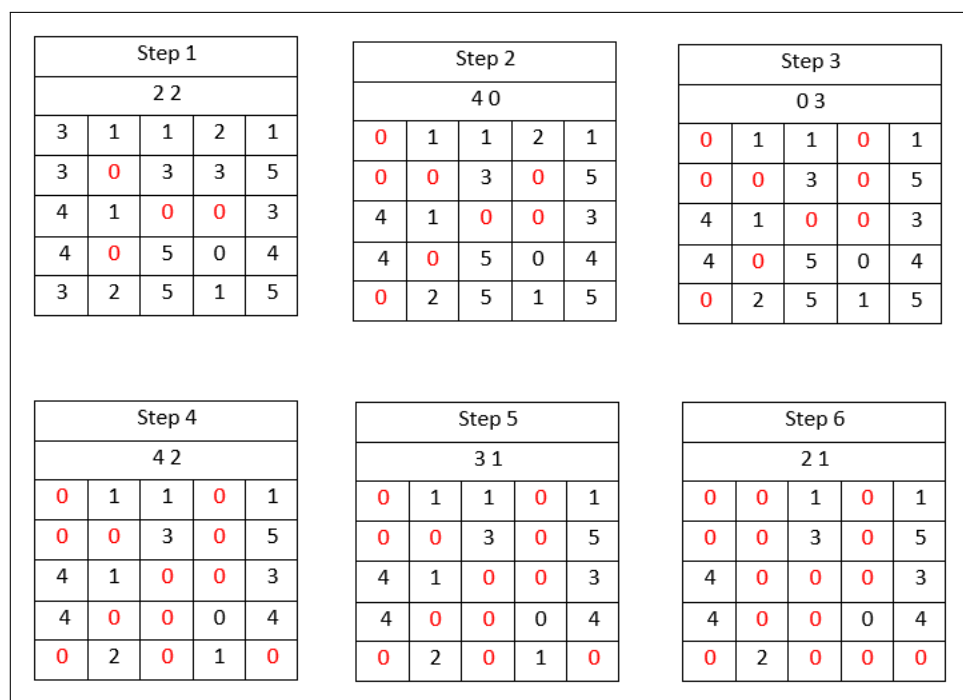 Step 1
2 2
3 1 1 2 1
3 0 3 3 5
4 1 0 0 3
4 0 5 0 4
3 2 5 1 5
Step 2
4 0
0 1 1 2 1
0 0 3 0 5
4 1 0 0 3
4 0 5 0 4
0 2 5 1 5
Step 3
0 3
0 1 1 0 1
0 0 3 0 5
4 1 0 0 3
4 0 5 0 4
0 2 5 1 5
Step 4
4 2
0 1 1 0 1
0 0 3 0 5
4 1 0 0 3
4 0 0 0 4
0 2 0 1 0
Step 5
3 1
0 1 1 0 1
0 0 3 0 5
4 1 0 0 3
4 0 0 0 4
0 2 0 1 0
Step 6
2 1
0 0 1 0 1
0 0 3 0 5
4 0 0 0 3
4 0 0 0 4
0 2 0 0 0